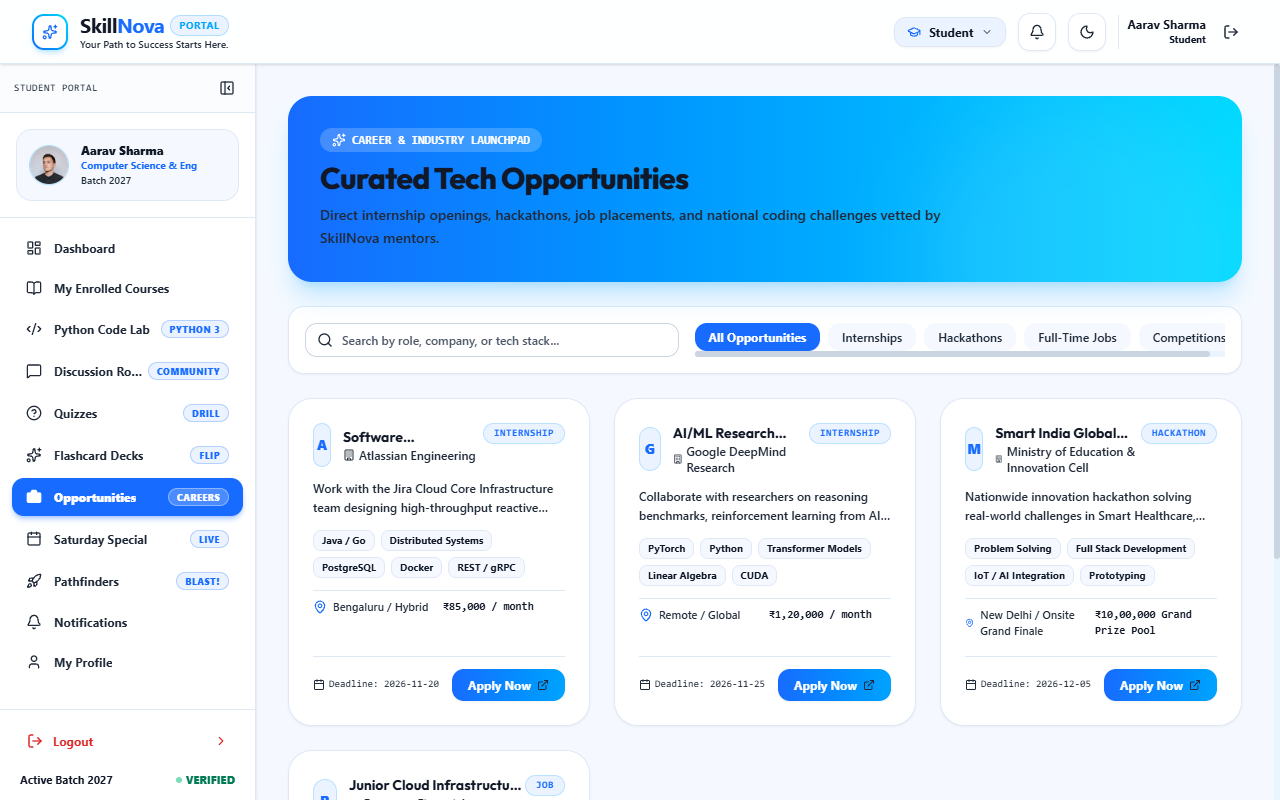 SkillNova PORTAL
Your Path to Success Starts Here.
Student
Aarav Sharma
Student
STUDENT PORTAL
Aarav Sharma
Computer Science & Eng
Batch 2027
Dashboard
My Enrolled Courses
Python Code Lab PYTHON 3
Discussion Ro... COMMUNITY
Quizzes DRILL
Flashcard Decks FLIP
Opportunities CAREERS
Saturday Special LIVE
Pathfinders BLAST!
Notifications
My Profile
Logout
Active Batch 2027 VERIFIED
CAREER & INDUSTRY LAUNCHPAD
Curated Tech Opportunities
Direct internship openings, hackathons, job placements, and national coding challenges vetted by
SkillNova mentors.
Search by role, company, or tech stack...
All Opportunities Internships Hackathons Full-Time Jobs Competitions
A
Software...
INTERNSHIP
Atlassian Engineering
Work with the Jira Cloud Core Infrastructure
team designing high-throughput reactive...
Java / Go Distributed Systems
PostgreSQL Docker REST / gRPC
Bengaluru / Hybrid ₹85,000 / month
Deadline: 2026-11-20 Apply Now
G
AI/ML Research...
INTERNSHIP
Google DeepMind
Research
Collaborate with researchers on reasoning
benchmarks, reinforcement learning from AI...
PyTorch Python Transformer Models
Linear Algebra CUDA
Remote / Global ₹1,20,000 / month
Deadline: 2026-11-25 Apply Now
M
Smart India Global...
HACKATHON
Ministry of Education &
Innovation Cell
Nationwide innovation hackathon solving
real-world challenges in Smart Healthcare,...
Problem Solving Full Stack Development
IoT / AI Integration Prototyping
New Delhi / Onsite
Grand Finale
₹10,00,000 Grand
Prize Pool
Deadline: 2026-12-05 Apply Now
Junior Cloud Infrastructu... JOB